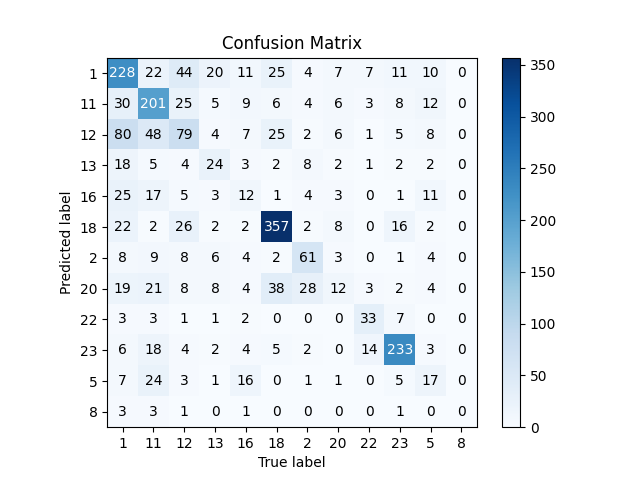 Confusion Matrix
1 228 22 44 20 11 25 4 7 7 11 10 0
11 30 201 25 5 9 6 4 6 3 8 12 0
12 80 48 79 4 7 25 2 6 1 5 8 0
13 18 5 4 24 3 2 8 2 1 2 2 0
16 25 17 5 3 12 1 4 3 0 1 11 0
18 22 2 26 2 2 357 2 8 0 16 2 0
2 8 9 8 6 4 2 61 3 0 1 4 0
20 19 21 8 8 4 38 28 12 3 2 4 0
22 3 3 1 1 2 0 0 0 33 7 0 0
23 6 18 4 2 4 5 2 0 14 233 3 0
5 7 24 3 1 16 0 1 1 0 5 17 0
8 3 3 1 0 1 0 0 0 0 1 0 0
1 11 12 13 16 18 2 20 22 23 5 8
True label
Predicted label
350
300
250
200
150
100
50
0